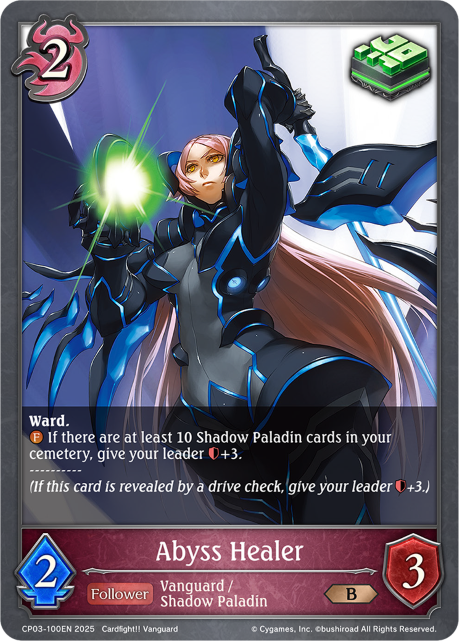 2
Ward.
F If there are at least 10 Shadow Paladin cards in your
cemetery, give your leader +3.
----------
(If this card is revealed by a drive check, give your leader +3.)
Abyss Healer
2
Follower
Vanguard /
Shadow Paladin
B
3
CP03-100EN 2025 Cardfight!! Vanguard
© Cygames, Inc. ©bushiroad All Rights Reserved.